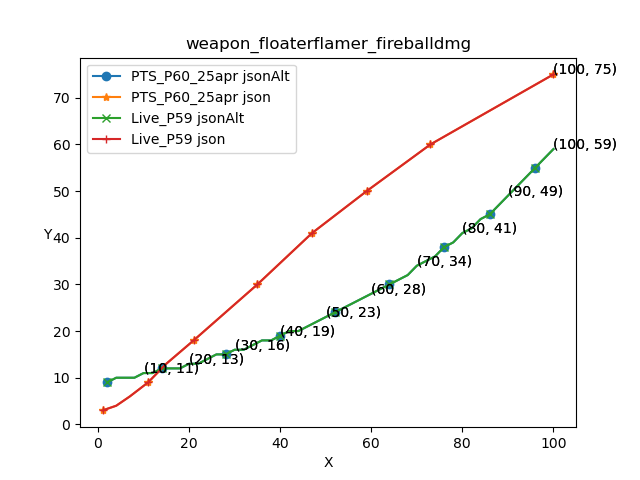 weapon_floaterflamer_fireballdmg
PTS_P60_25apr jsonAlt
PTS_P60_25apr json
Live_P59 jsonAlt
Live_P59 json
(100, 75)
(100, 59)
(90, 49)
(80, 41)
(70, 34)
(60, 28)
(50, 23)
(40, 19)
(30, 16)
(20, 13)
(10, 11)
70
60
50
40
30
20
10
0
Y
0 20 40 60 80 100
X